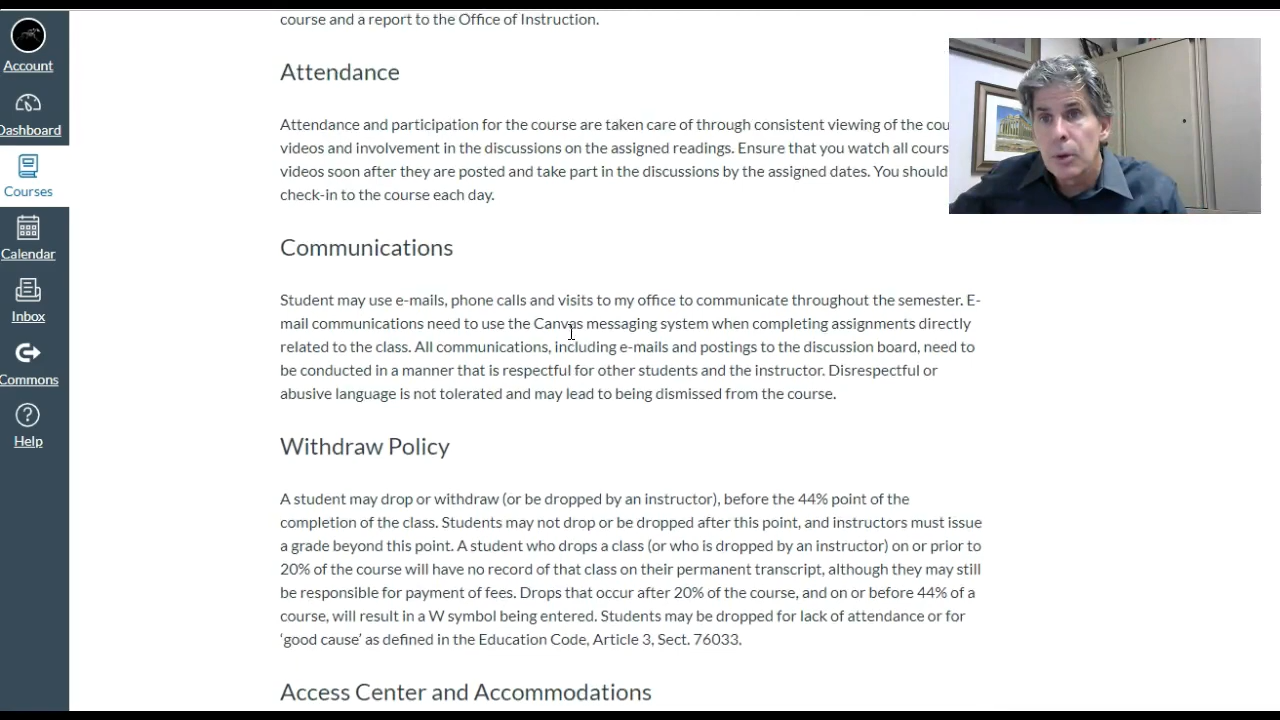 course and a report to the Office of Instruction.
Account
Dashboard
Courses
Calendar
Inbox
Commons
Help
Attendance
Attendance and participation for the course are taken care of through consistent viewing of the cou
videos and involvement in the discussions on the assigned readings. Ensure that you watch all cours
videos soon after they are posted and take part in the discussions by the assigned dates. You should
check-in to the course each day.
Communications
Student may use e-mails, phone calls and visits to my office to communicate throughout the semester. E-
mail communications need to use the Canvas messaging system when completing assignments directly
related to the class. All communications, including e-mails and postings to the discussion board, need to
be conducted in a manner that is respectful for other students and the instructor. Disrespectful or
abusive language is not tolerated and may lead to being dismissed from the course.
Withdraw Policy
A student may drop or withdraw (or be dropped by an instructor), before the 44% point of the
completion of the class. Students may not drop or be dropped after this point, and instructors must issue
a grade beyond this point. A student who drops a class (or who is dropped by an instructor) on or prior to
20% of the course will have no record of that class on their permanent transcript, although they may still
be responsible for payment of fees. Drops that occur after 20% of the course, and on or before 44% of a
course, will result in a W symbol being entered. Students may be dropped for lack of attendance or for
‘good cause’ as defined in the Education Code, Article 3, Sect. 76033.
Access Center and Accommodations